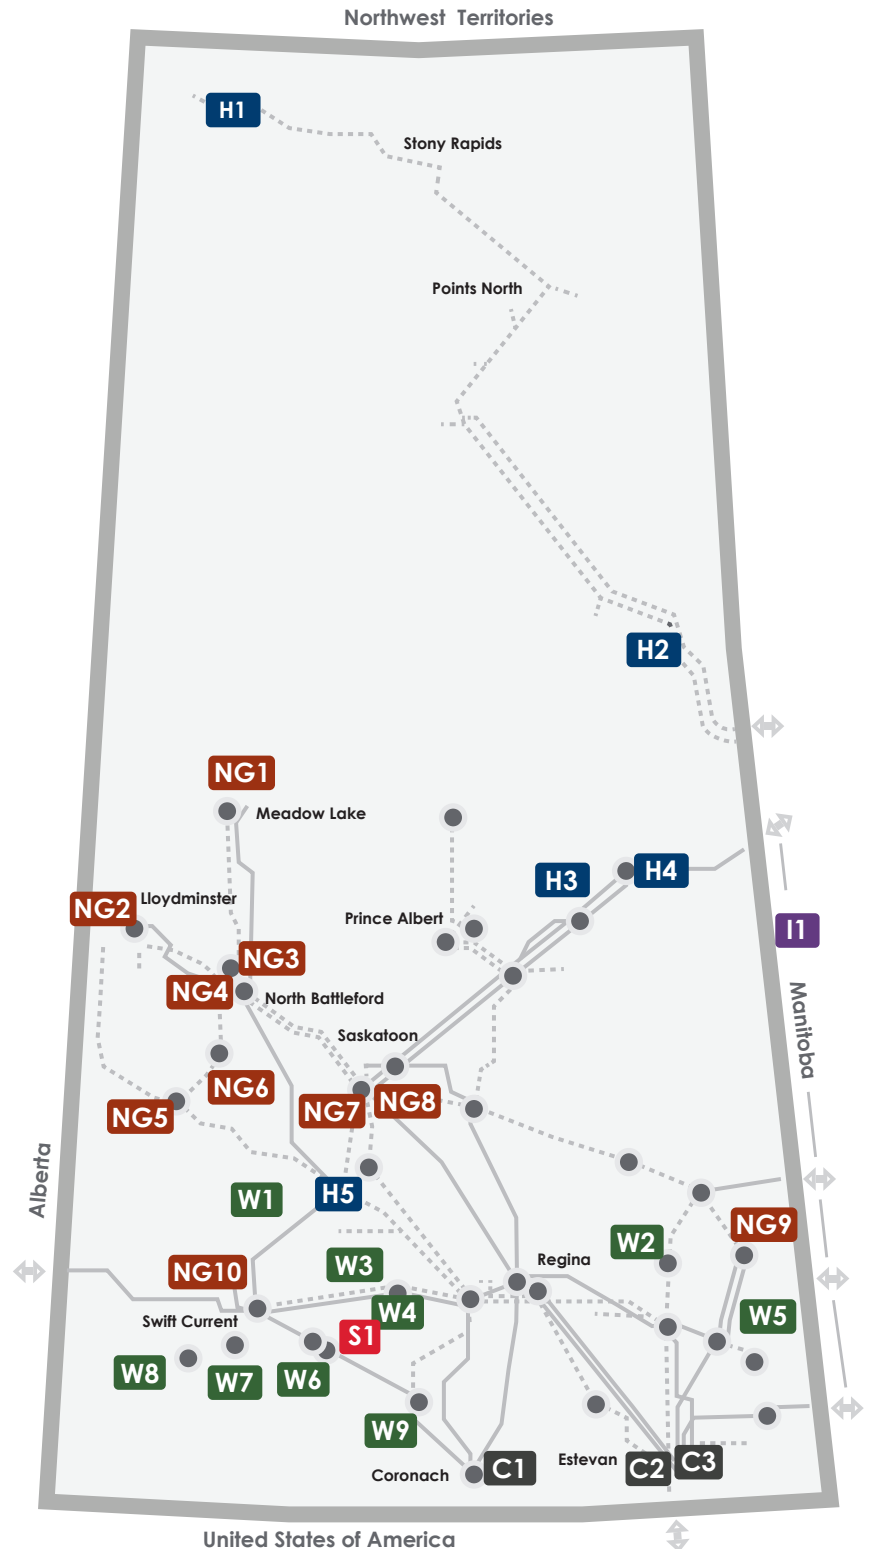 Northwest Territories
H1
Stony Rapids
Points North
H2
NG1
Meadow Lake
H3
H4
Lloydminster
NG2
Prince Albert
I1
NG3
NG4
North Battleford
Manitoba
Saskatoon
NG6
NG7
NG8
NG5
Alberta
W1
H5
NG9
W2
Regina
W3
NG10
W4
W5
Swift Current
S1
W8
W7
W6
W9
Estevan
C1
C2
C3
Coronach
United States of America